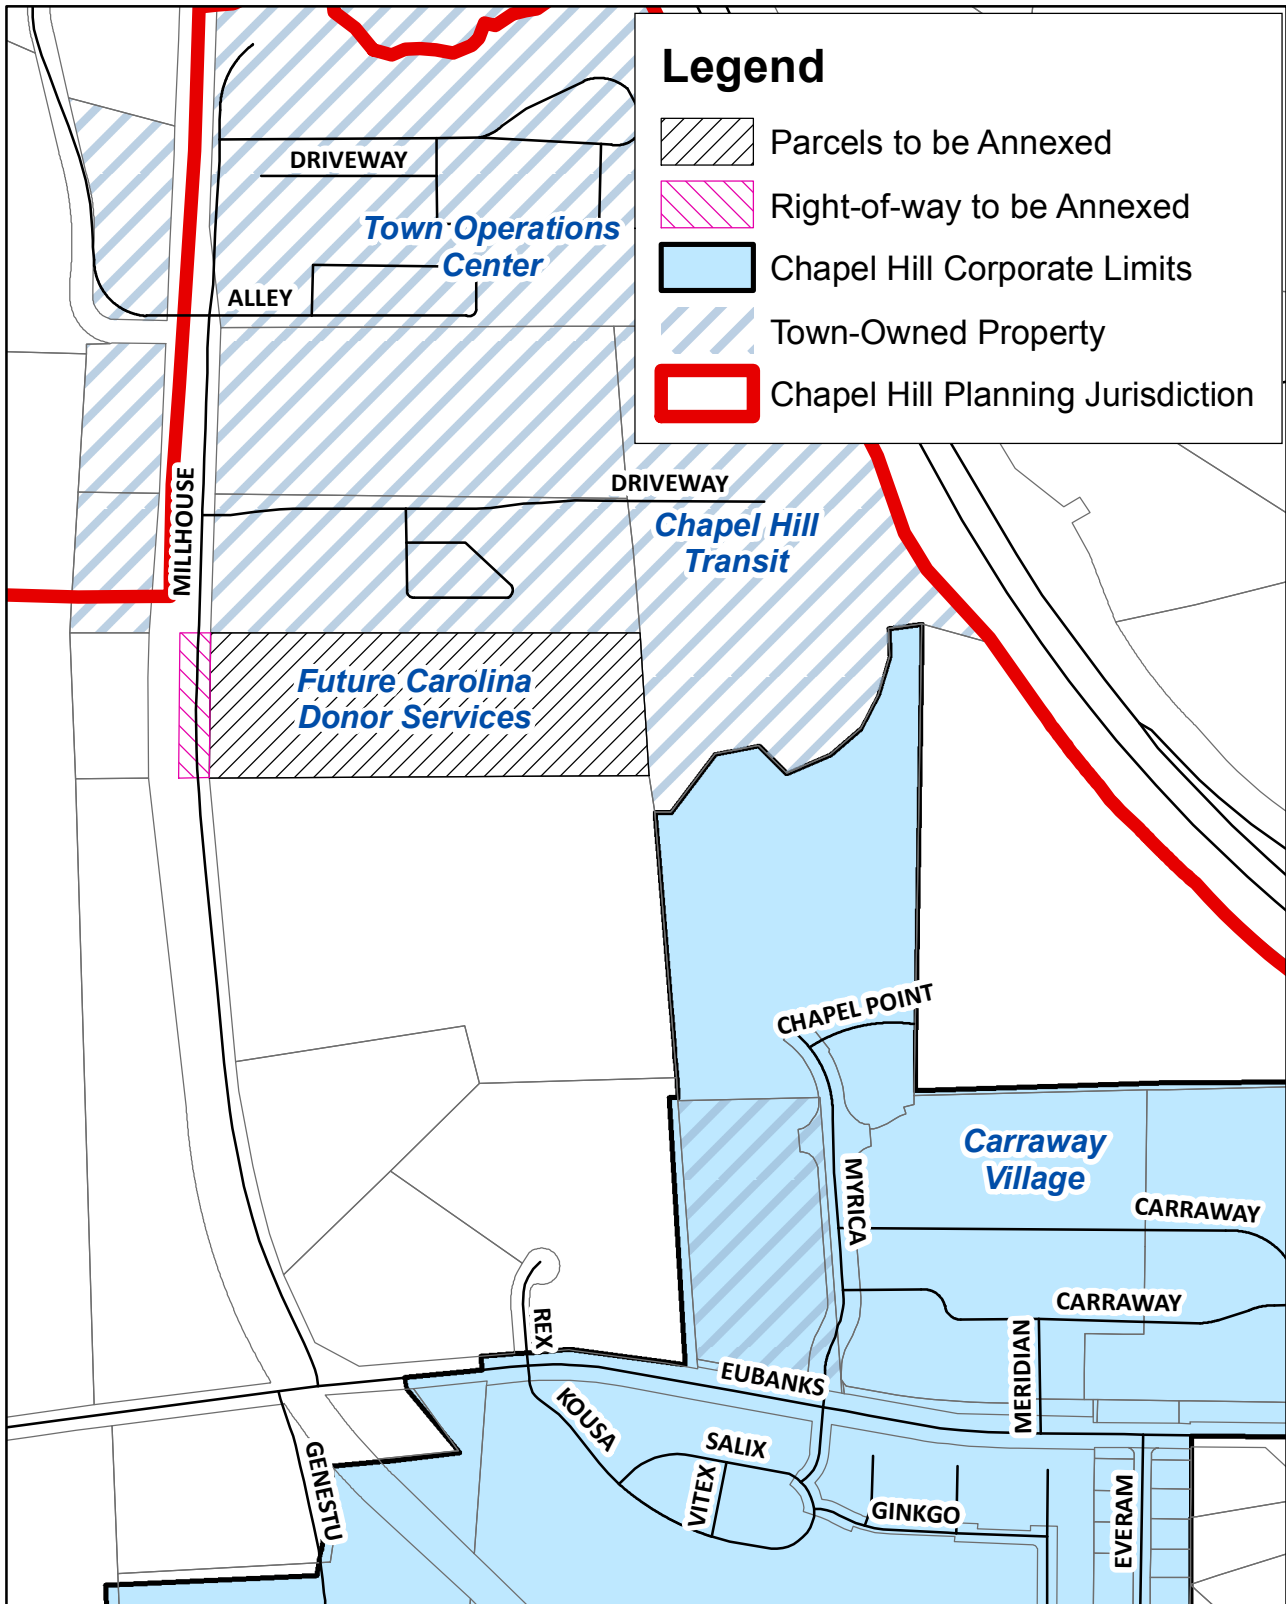 Legend
Parcels to be Annexed
Right-of-way to be Annexed
Chapel Hill Corporate Limits
Town-Owned Property
Chapel Hill Planning Jurisdiction
DRIVEWAY
Town Operations
Center
ALLEY
MILLHOUSE
DRIVEWAY
Chapel Hill
Transit
Future Carolina
Donor Services
CHAPEL POINT
Carraway
Village
MYRICA
CARRAWAY
CARRAWAY
REX
MERIDIAN
EUBANKS
KOUSA
SALIX
VITEX
GENESTU
GINKGO
EVERAM